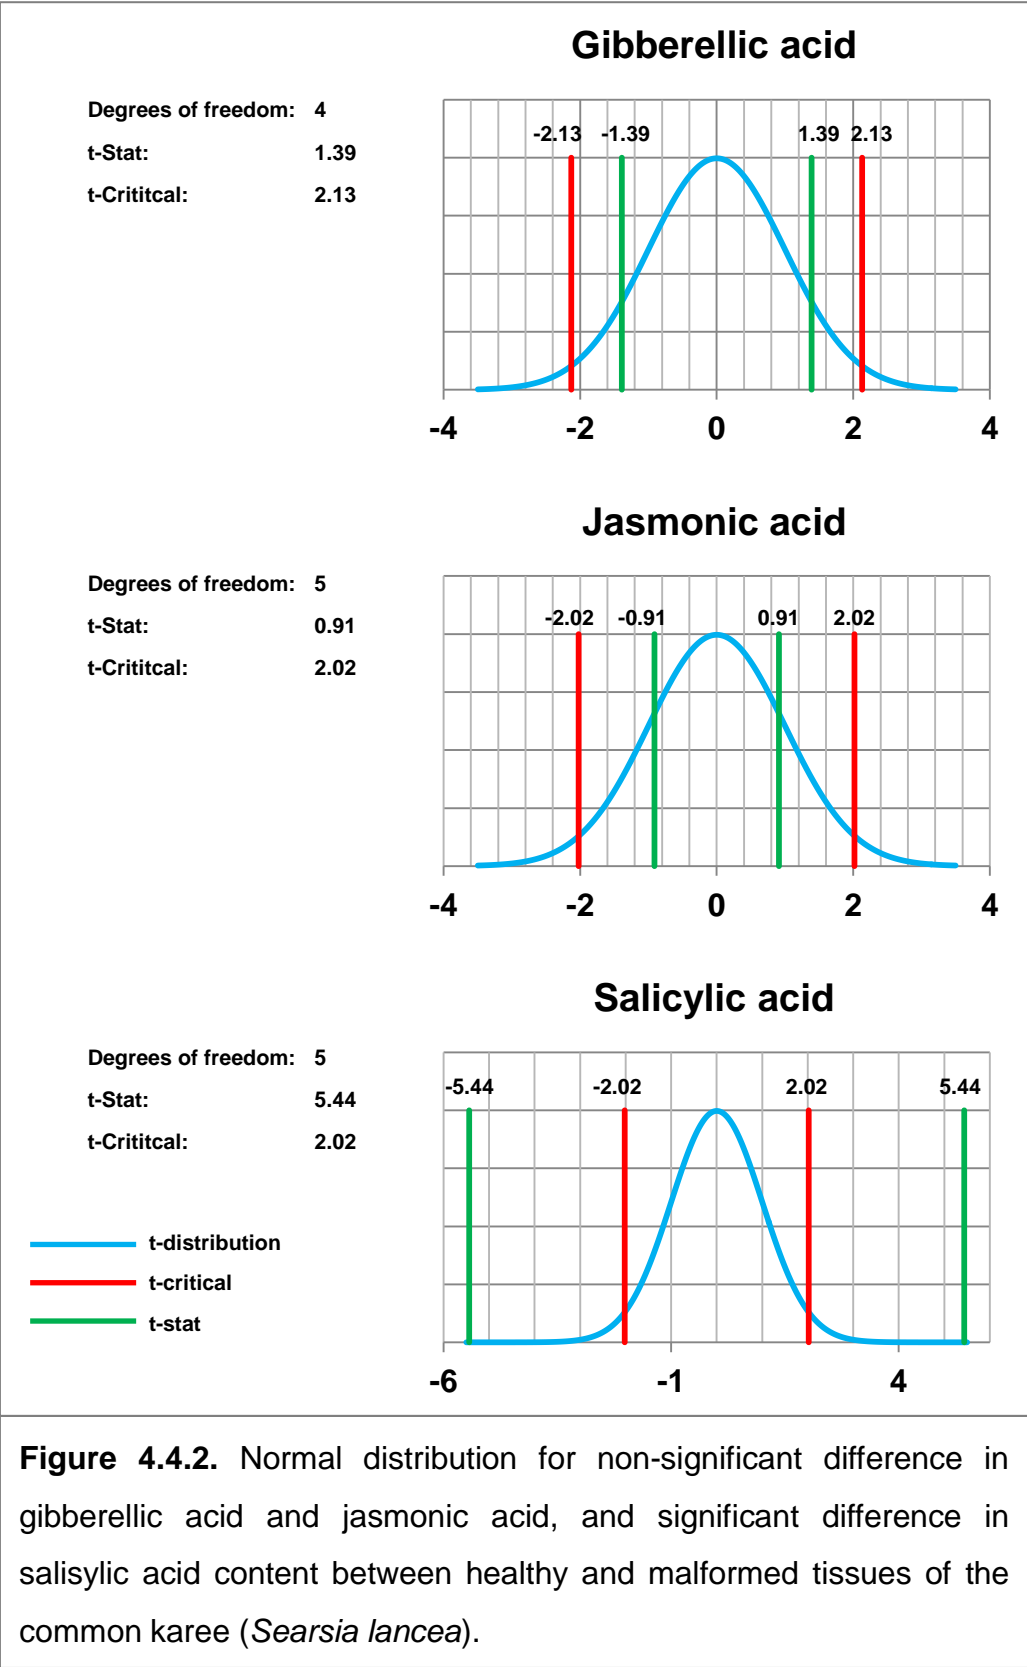 Gibberellic acid
Degrees of freedom: 4
t-Stat: 1.39
t-Crititcal: 2.13
-2.13 -1.39 1.39 2.13
-4 -2 0 2 4
Jasmonic acid
Degrees of freedom: 5
t-Stat: 0.91
t-Crititcal: 2.02
-2.02 -0.91 0.91 2.02
-4 -2 0 2 4
Salicylic acid
Degrees of freedom: 5
t-Stat: 5.44
t-Crititcal: 2.02
-5.44 -2.02 2.02 5.44
t-distribution
t-critical
t-stat
-6 -1 4
Figure 4.4.2. Normal distribution for non-significant difference in
gibberellic acid and jasmonic acid, and significant difference in
salisylic acid content between healthy and malformed tissues of the
common karee (Searsia lancea).